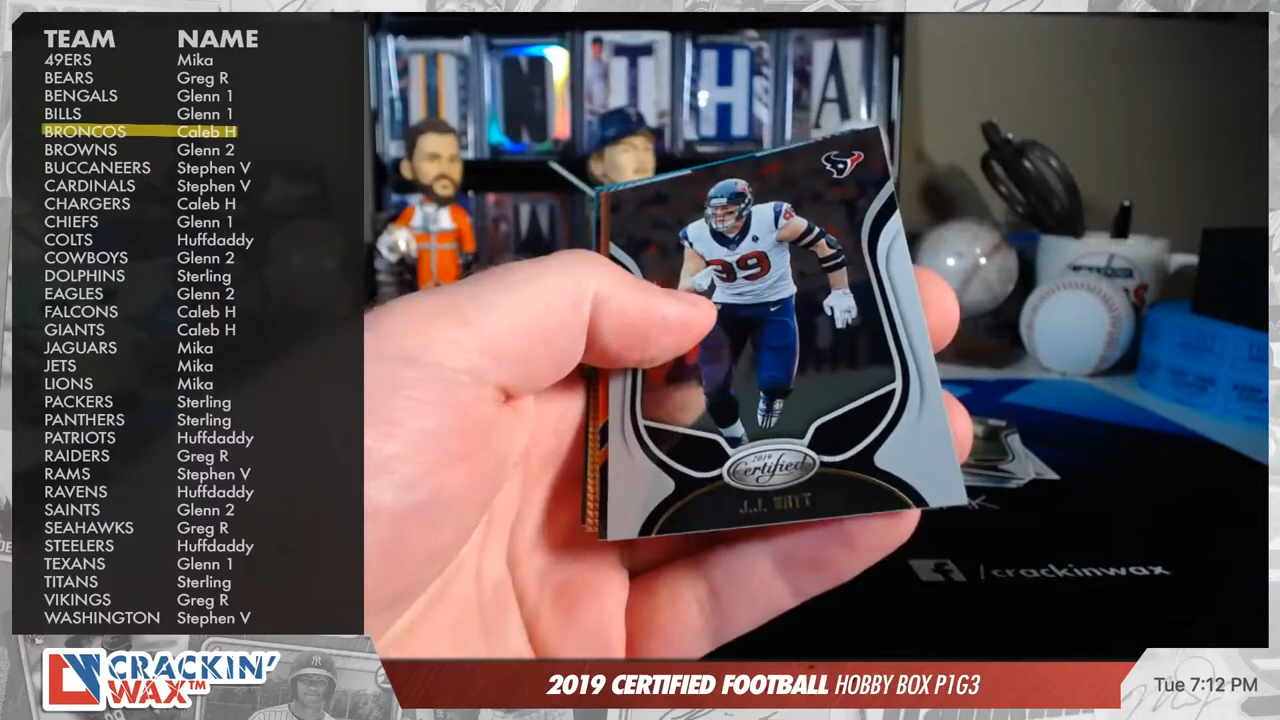 TEAM NAME
49ERS Mika
BEARS Greg R
BENGALS Glenn 1
BILLS Glenn 1
BRONCOS Caleb H
BROWNS Glenn 2
BUCCANEERS Stephen V
CARDINALS Stephen V
CHARGERS Caleb H
CHIEFS Glenn 1
COLTS Huffdaddy
COWBOYS Glenn 2
DOLPHINS Sterling
EAGLES Glenn 2
FALCONS Caleb H
GIANTS Caleb H
JAGUARS Mika
JETS Mika
LIONS Mika
PACKERS Sterling
PANTHERS Sterling
PATRIOTS Huffdaddy
RAIDERS Greg R
RAMS Stephen V
RAVENS Huffdaddy
SAINTS Glenn 2
SEAHAWKS Greg R
STEELERS Huffdaddy
TEXANS Glenn 1
TITANS Sterling
VIKINGS Greg R
WASHINGTON Stephen V
I N T H A
99
2019
Certified
J.J. WATT
/crackinwax
CRACKIN'
WAX™
2019 CERTIFIED FOOTBALL HOBBY BOX P1G3
Tue 7:12 PM